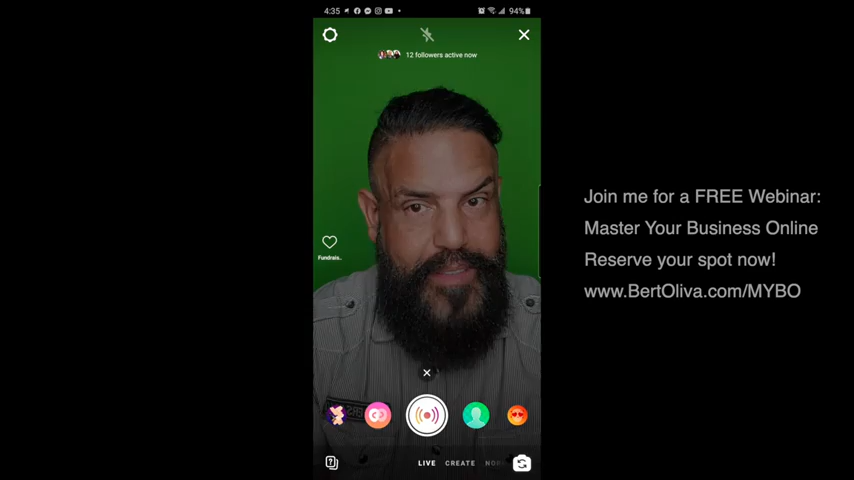 4:35
94%
12 followers active now
Fundrais..
Join me for a FREE Webinar:
Master Your Business Online
Reserve your spot now!
www.BertOliva.com/MYBO
LIVE CREATE NOR